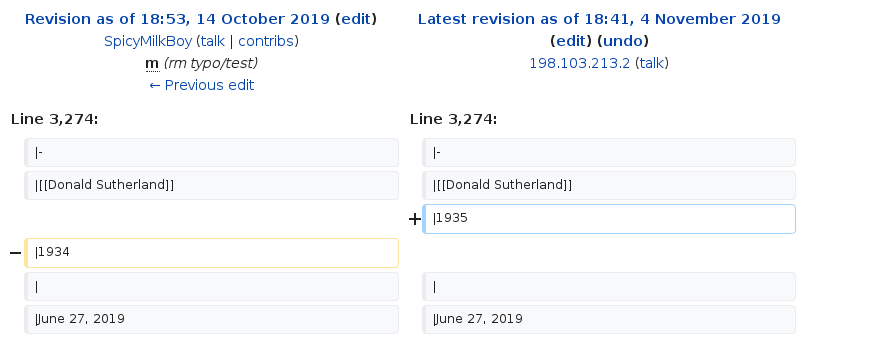 Revision as of 18:53, 14 October 2019 (edit)
SpicyMilkBoy (talk | contribs)
m (rm typo/test)
← Previous edit
Latest revision as of 18:41, 4 November 2019
(edit) (undo)
198.103.213.2 (talk)
Line 3,274:
Line 3,274:
|-
|-
|[[Donald Sutherland]]
|[[Donald Sutherland]]
+ |1935
− |1934
|
|
|June 27, 2019
|June 27, 2019